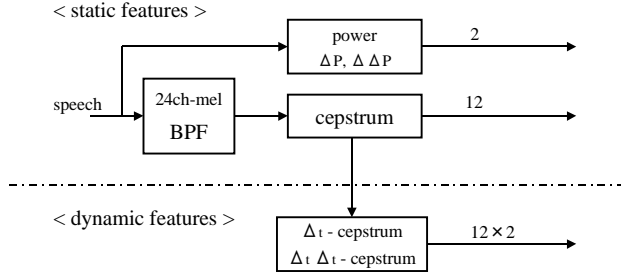 < static features >
power
ΔP, ΔΔP
2
speech
24ch-mel
BPF
cepstrum
12
< dynamic features >
Δt - cepstrum
Δt Δt - cepstrum
12×2